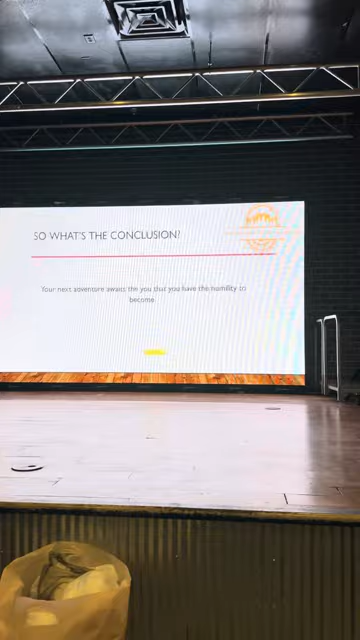 SO WHAT'S THE CONCLUSION?
Your next adventure awaits the you that you have the humility to
become.